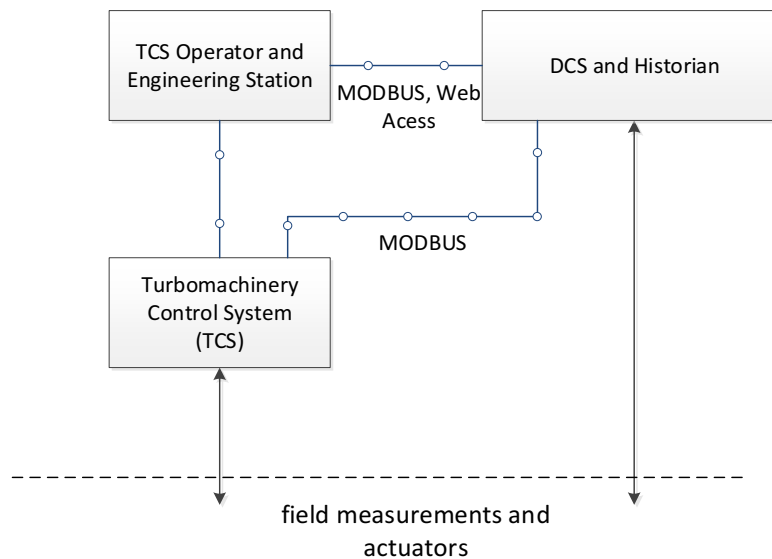 TCS Operator and
Engineering Station
DCS and Historian
MODBUS, Web
Acess
MODBUS
Turbomachinery
Control System
(TCS)
field measurements and
actuators